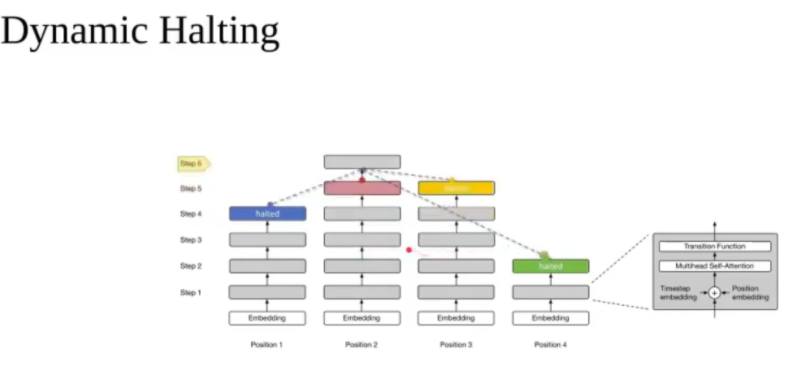 Dynamic Halting
Step 6
Step 5
Step 4
halted
Step 3
Step 2
halted
Step 1
Embedding
Embedding
Embedding
Embedding
Position 1
Position 2
Position 3
Position 4
Transition Function
Multihead Self-Attention
Timestep
embedding
Position
embedding